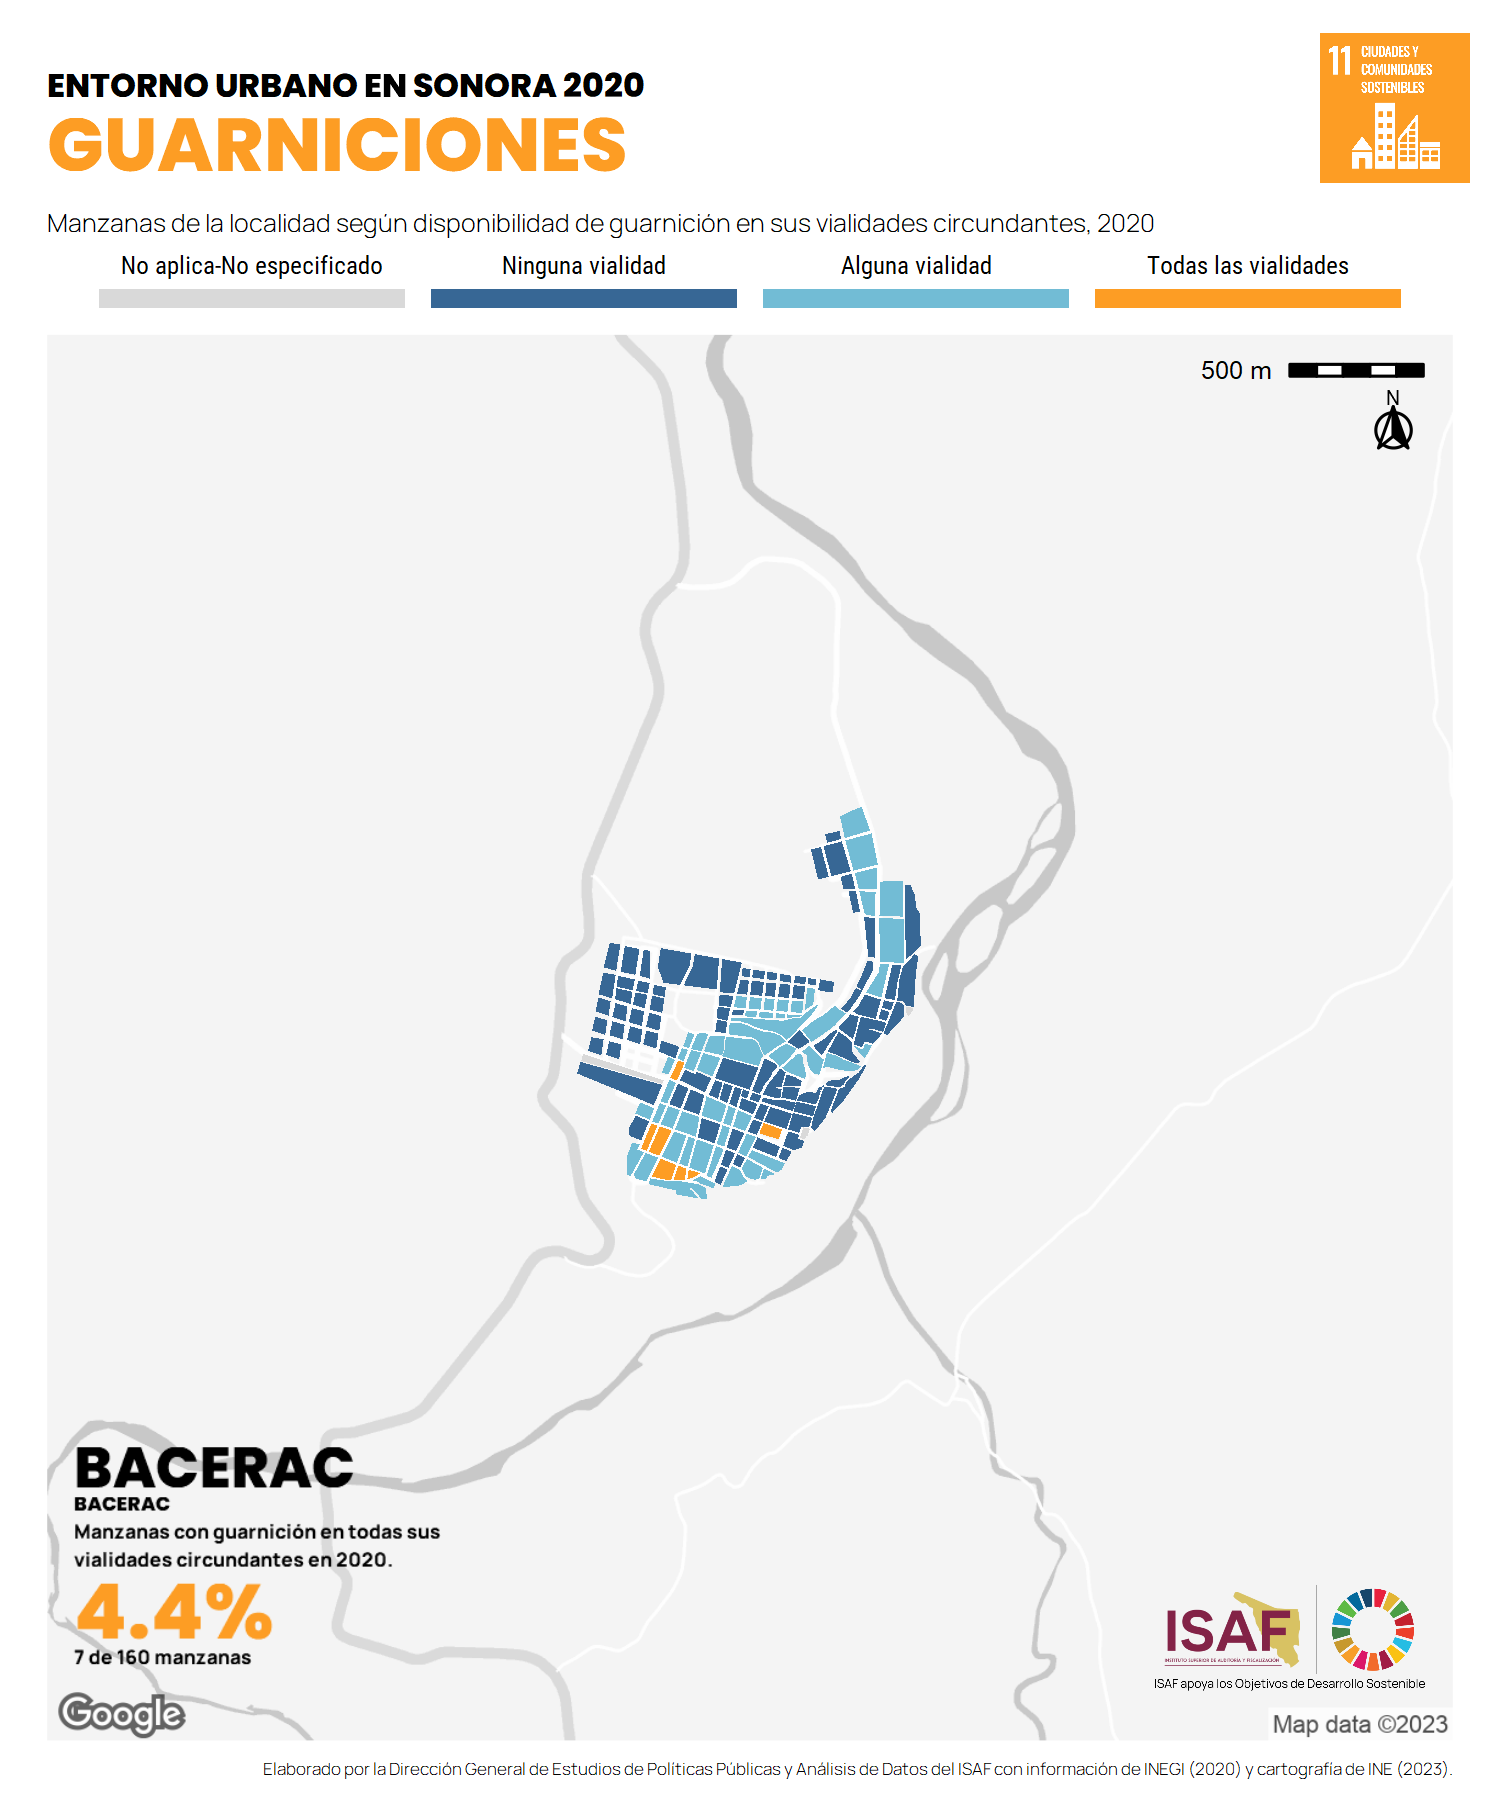 ENTORNO URBANO EN SONORA 2020
GUARNICIONES
11 CIUDADES Y
COMUNIDADES
SOSTENIBLES
Manzanas de la localidad según disponibilidad de guarnición en sus vialidades circundantes, 2020
No aplica-No especificado Ninguna vialidad Alguna vialidad Todas las vialidades
500 m
N
BACERAC
BACERAC
Manzanas con guarnición en todas sus
vialidades circundantes en 2020.
4.4%
7 de 160 manzanas
Google
ISAF
INSTITUTO SUPERIOR DE AUDITORÍA Y FISCALIZACIÓN
ISAF apoya los Objetivos de Desarrollo Sostenible
Map data ©2023
Elaborado por la Dirección General de Estudios de Políticas Públicas y Análisis de Datos del ISAF con información de INEGI (2020) y cartografía de INE (2023).